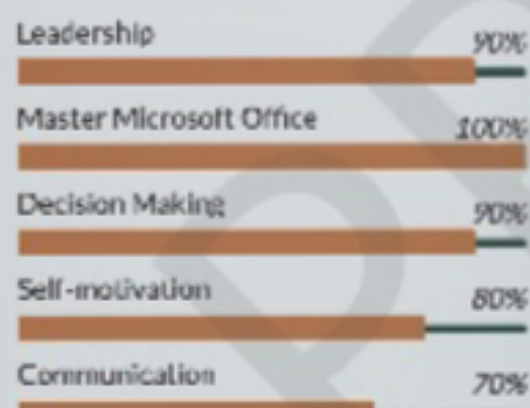 Leadership 90%
Master Microsoft Office 100%
Decision Making 90%
Self-motivation 80%
Communication 70%